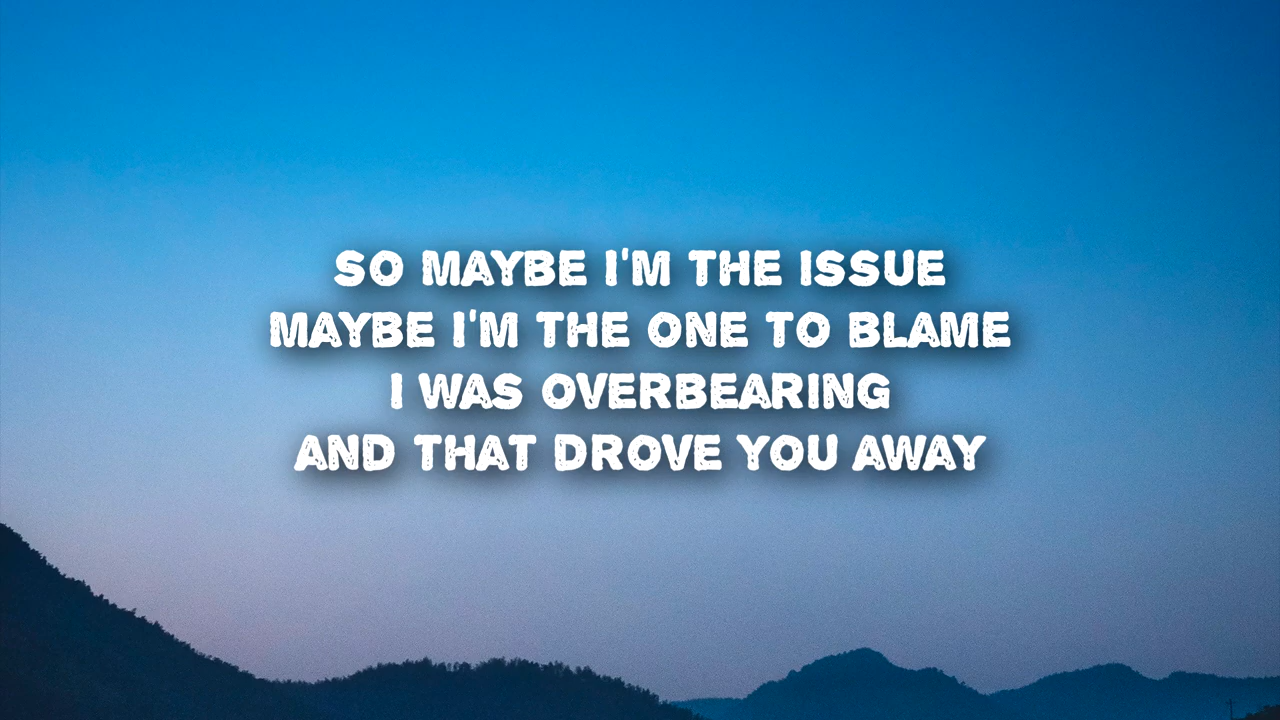 SO MAYBE I'M THE ISSUE
MAYBE I'M THE ONE TO BLAME
I WAS OVERBEARING
AND THAT DROVE YOU AWAY